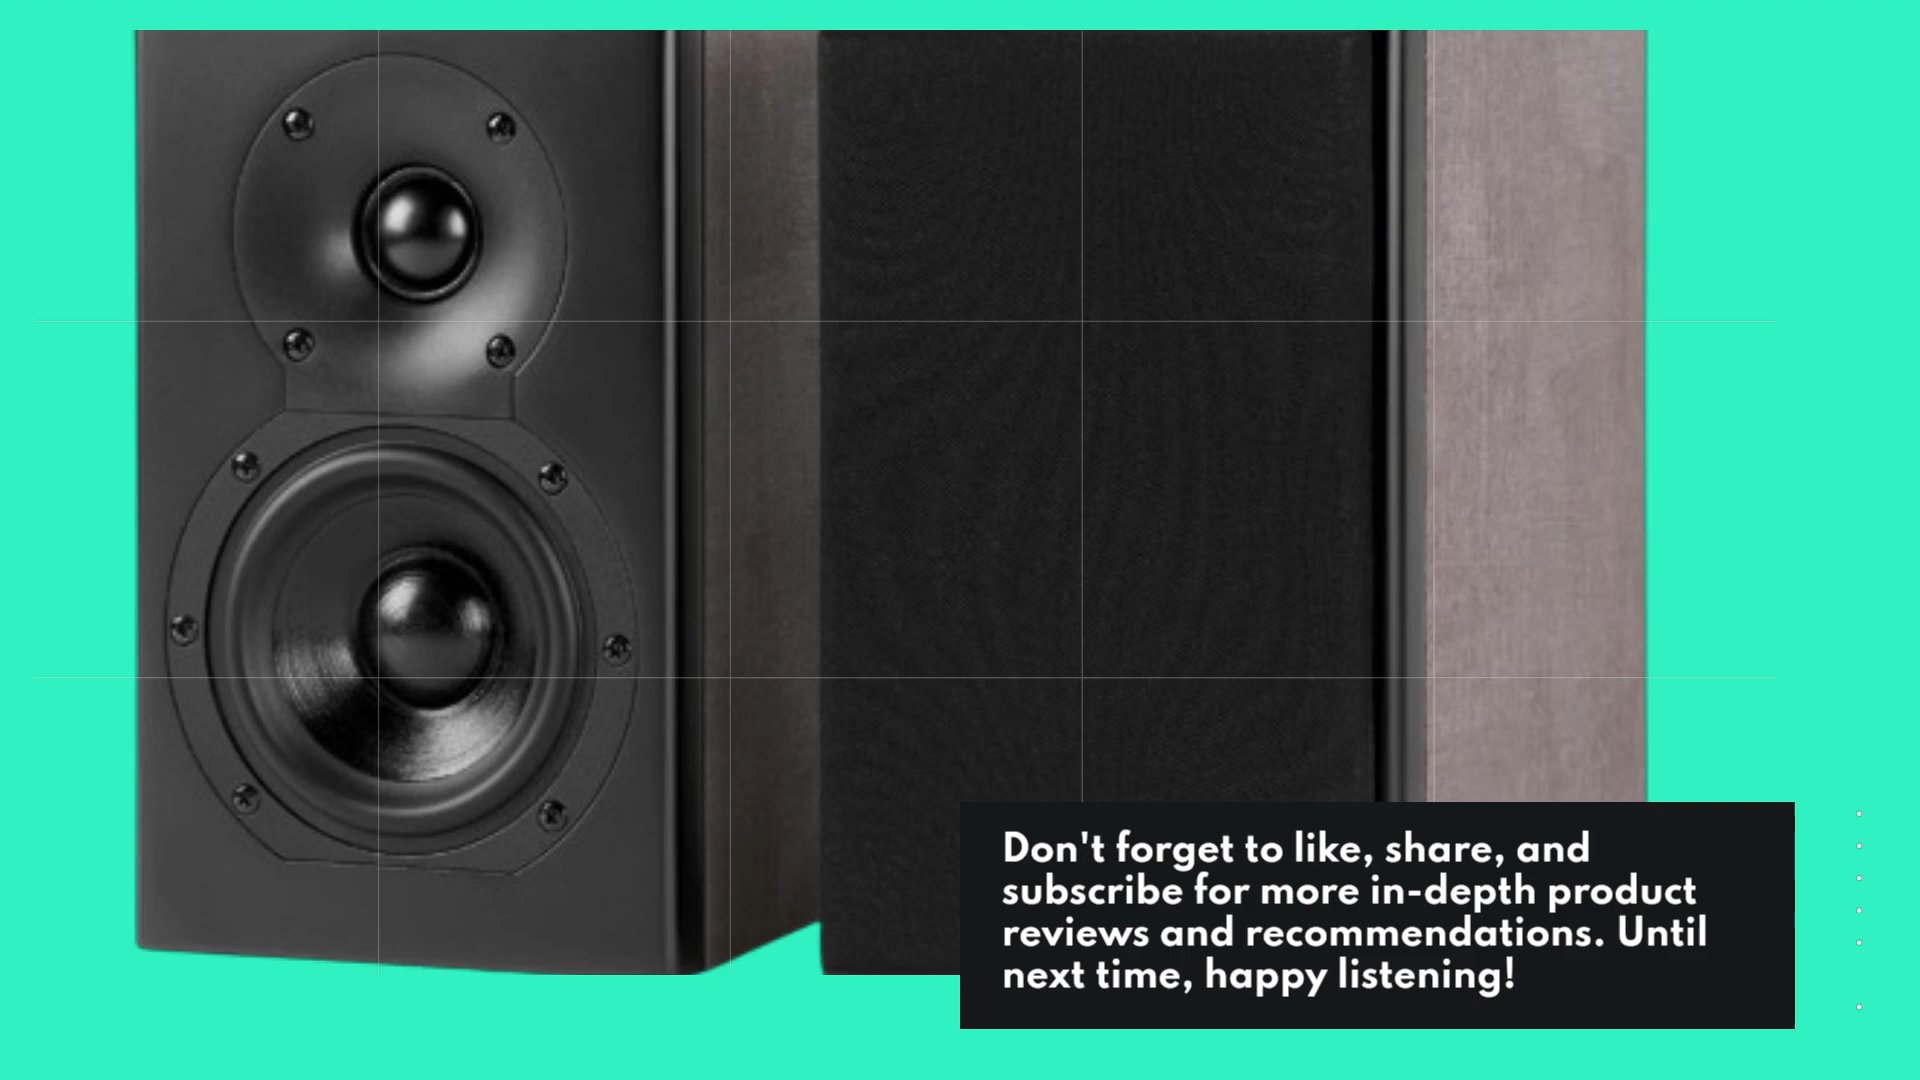 Don't forget to like, share, and
subscribe for more in-depth product
reviews and recommendations. Until
next time, happy listening!